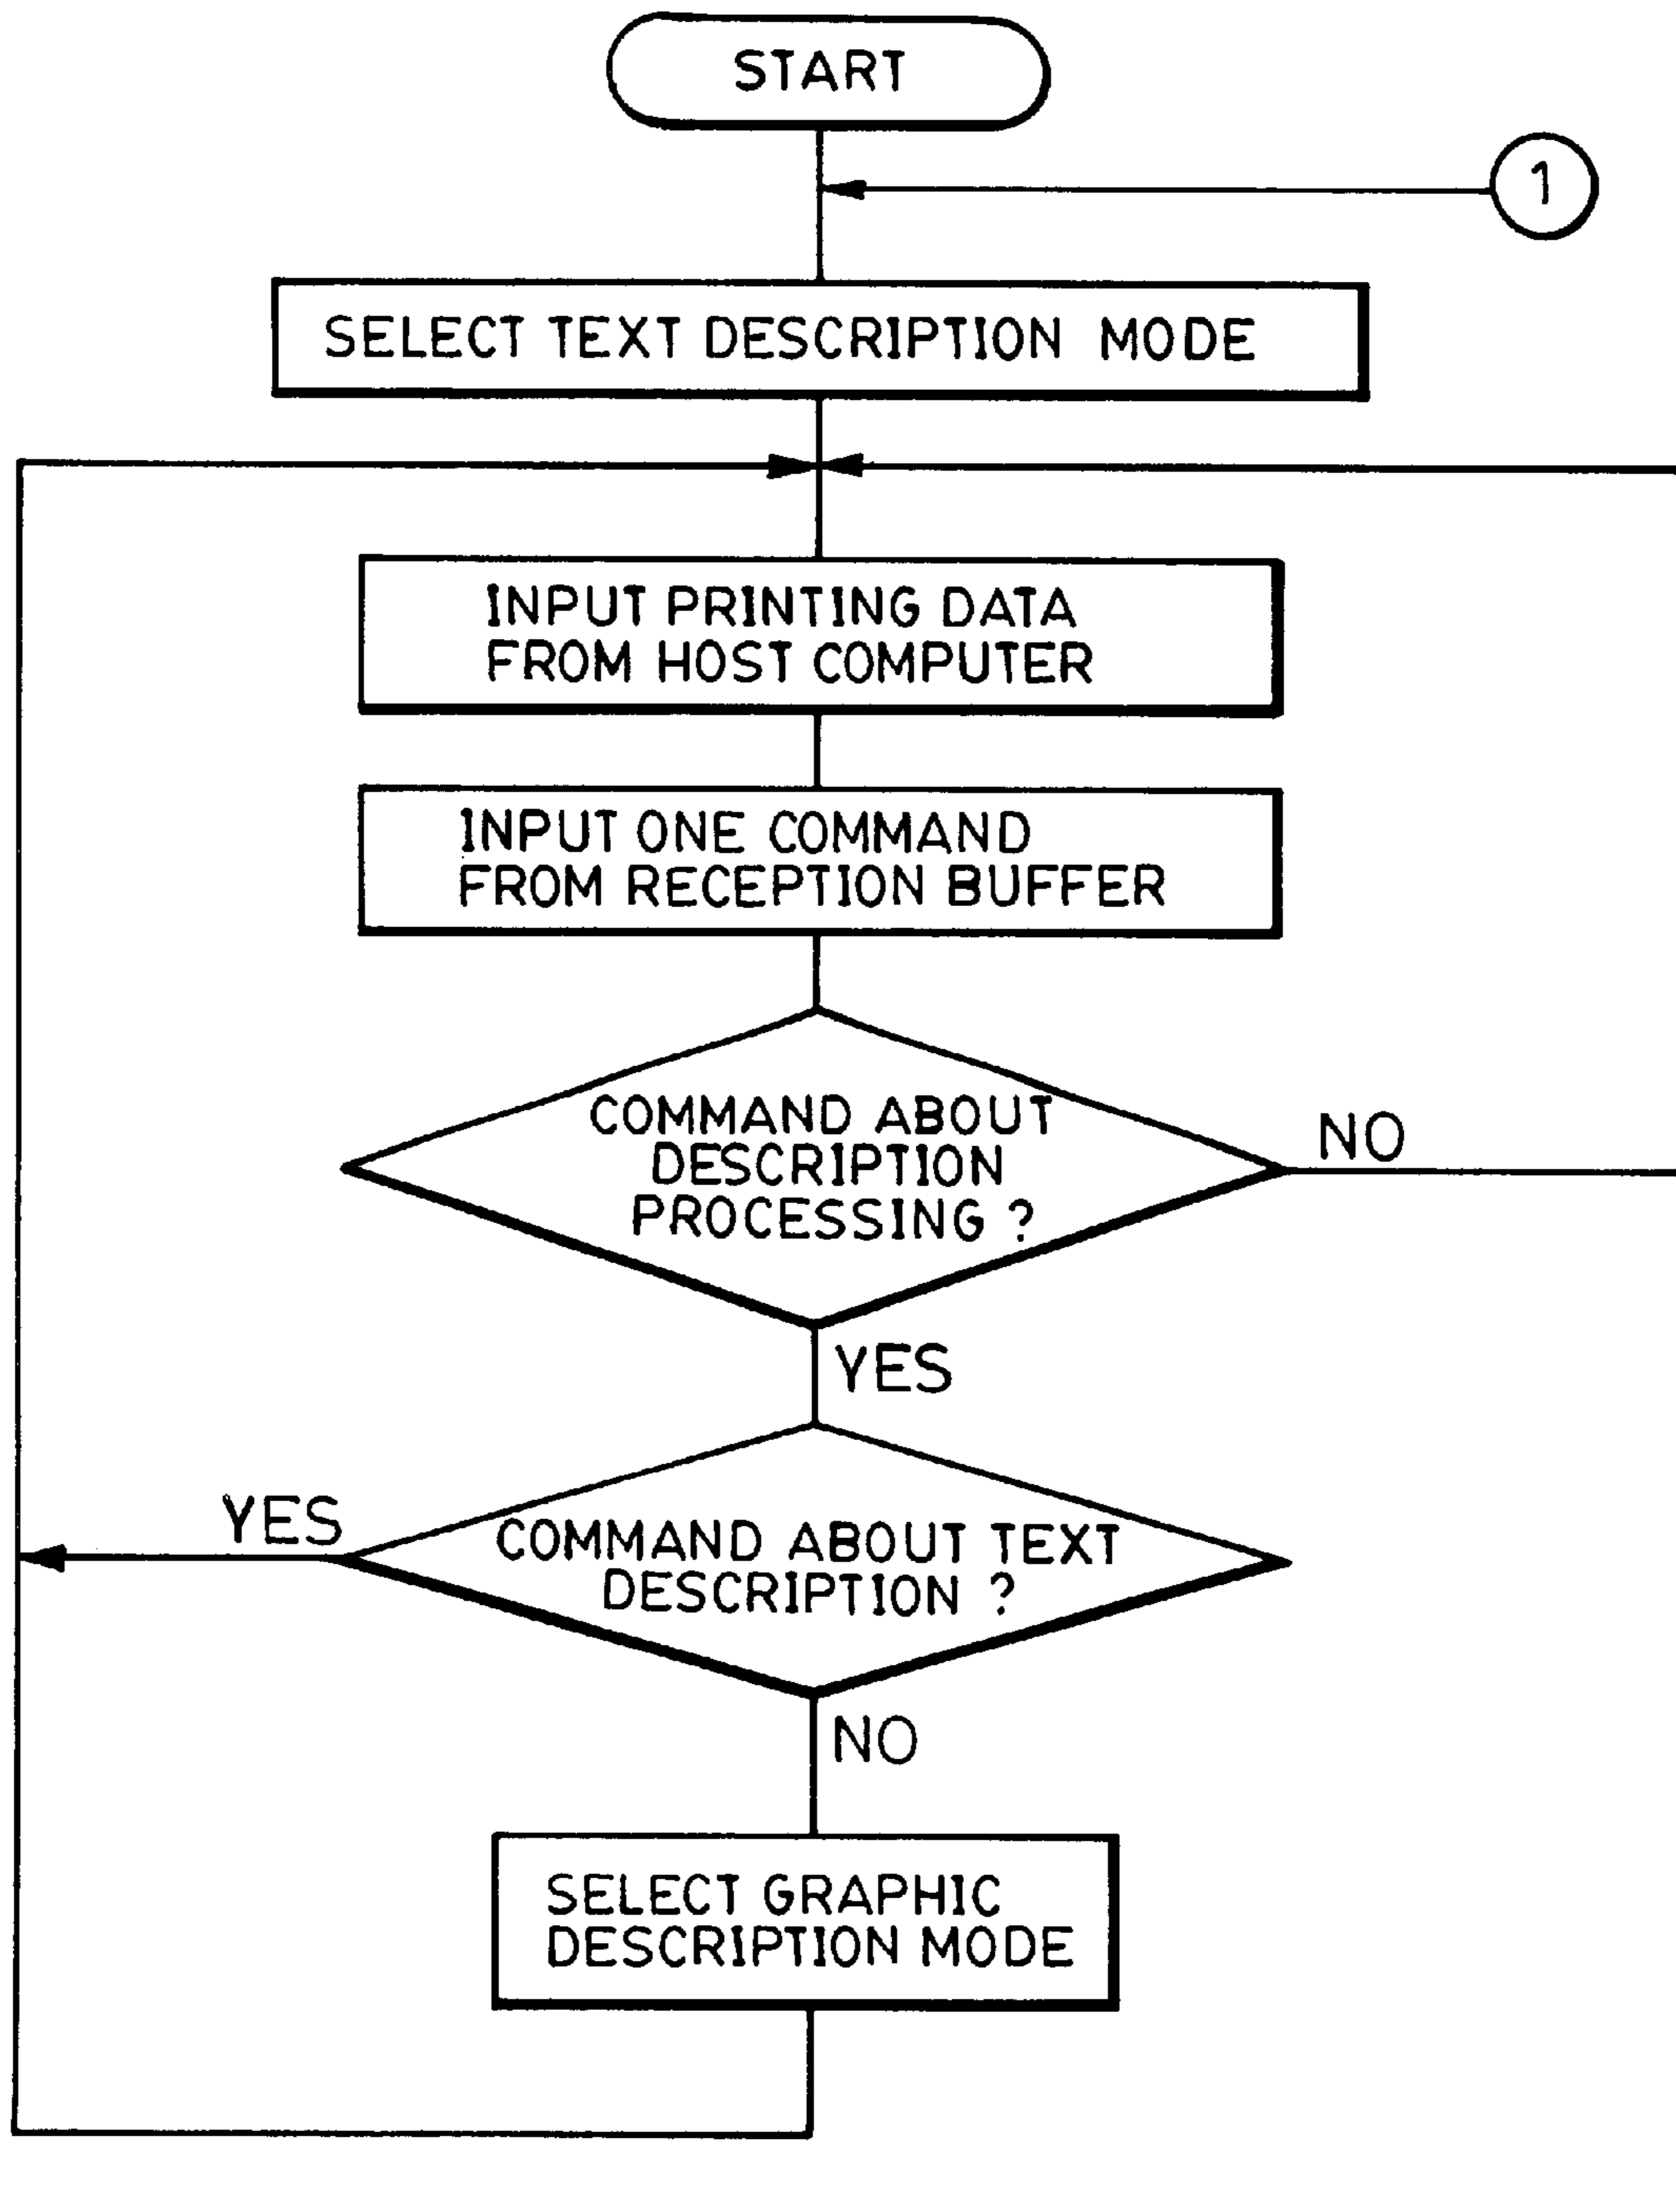 START
1
SELECT TEXT DESCRIPTION MODE
INPUT PRINTING DATA
FROM HOST COMPUTER
INPUT ONE COMMAND
FROM RECEPTION BUFFER
COMMAND ABOUT
DESCRIPTION
PROCESSING ?
NO
YES
YES
COMMAND ABOUT TEXT
DESCRIPTION ?
NO
SELECT GRAPHIC
DESCRIPTION MODE